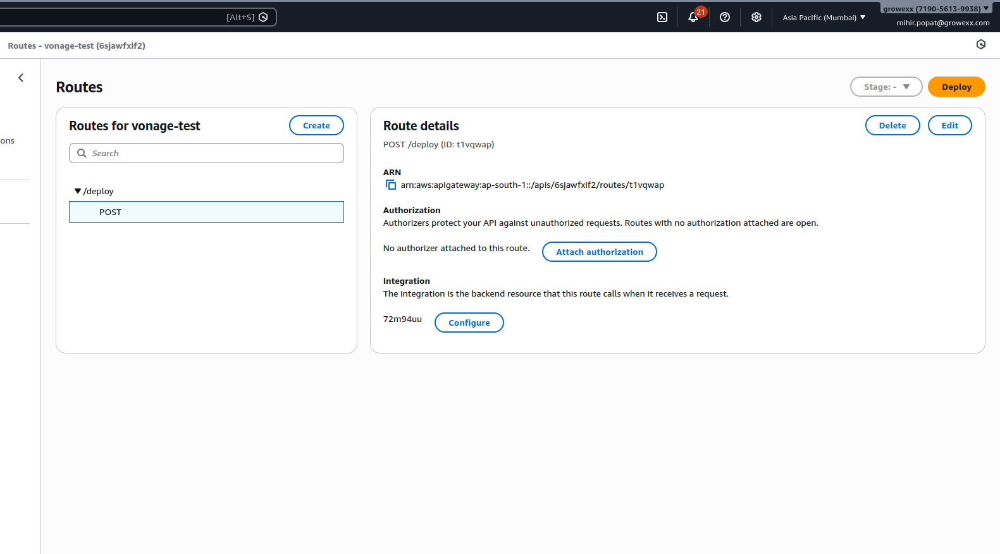 [Alt+S]
21
Asia Pacific (Mumbai)
growexx (7190-5613-9938)
mihir.popat@growexx.com
Routes - vonage-test (6sjawfxif2)
ons
Routes
Stage: -
Deploy
Routes for vonage-test
Create
Search
/deploy
POST
Route details
Delete
Edit
POST /deploy (ID: t1vqwap)
ARN
arn:aws:apigateway:ap-south-1::/apis/6sjawfxif2/routes/t1vqwap
Authorization
Authorizers protect your API against unauthorized requests. Routes with no authorization attached are open.
No authorizer attached to this route.
Attach authorization
Integration
The integration is the backend resource that this route calls when it receives a request.
72m94uu
Configure